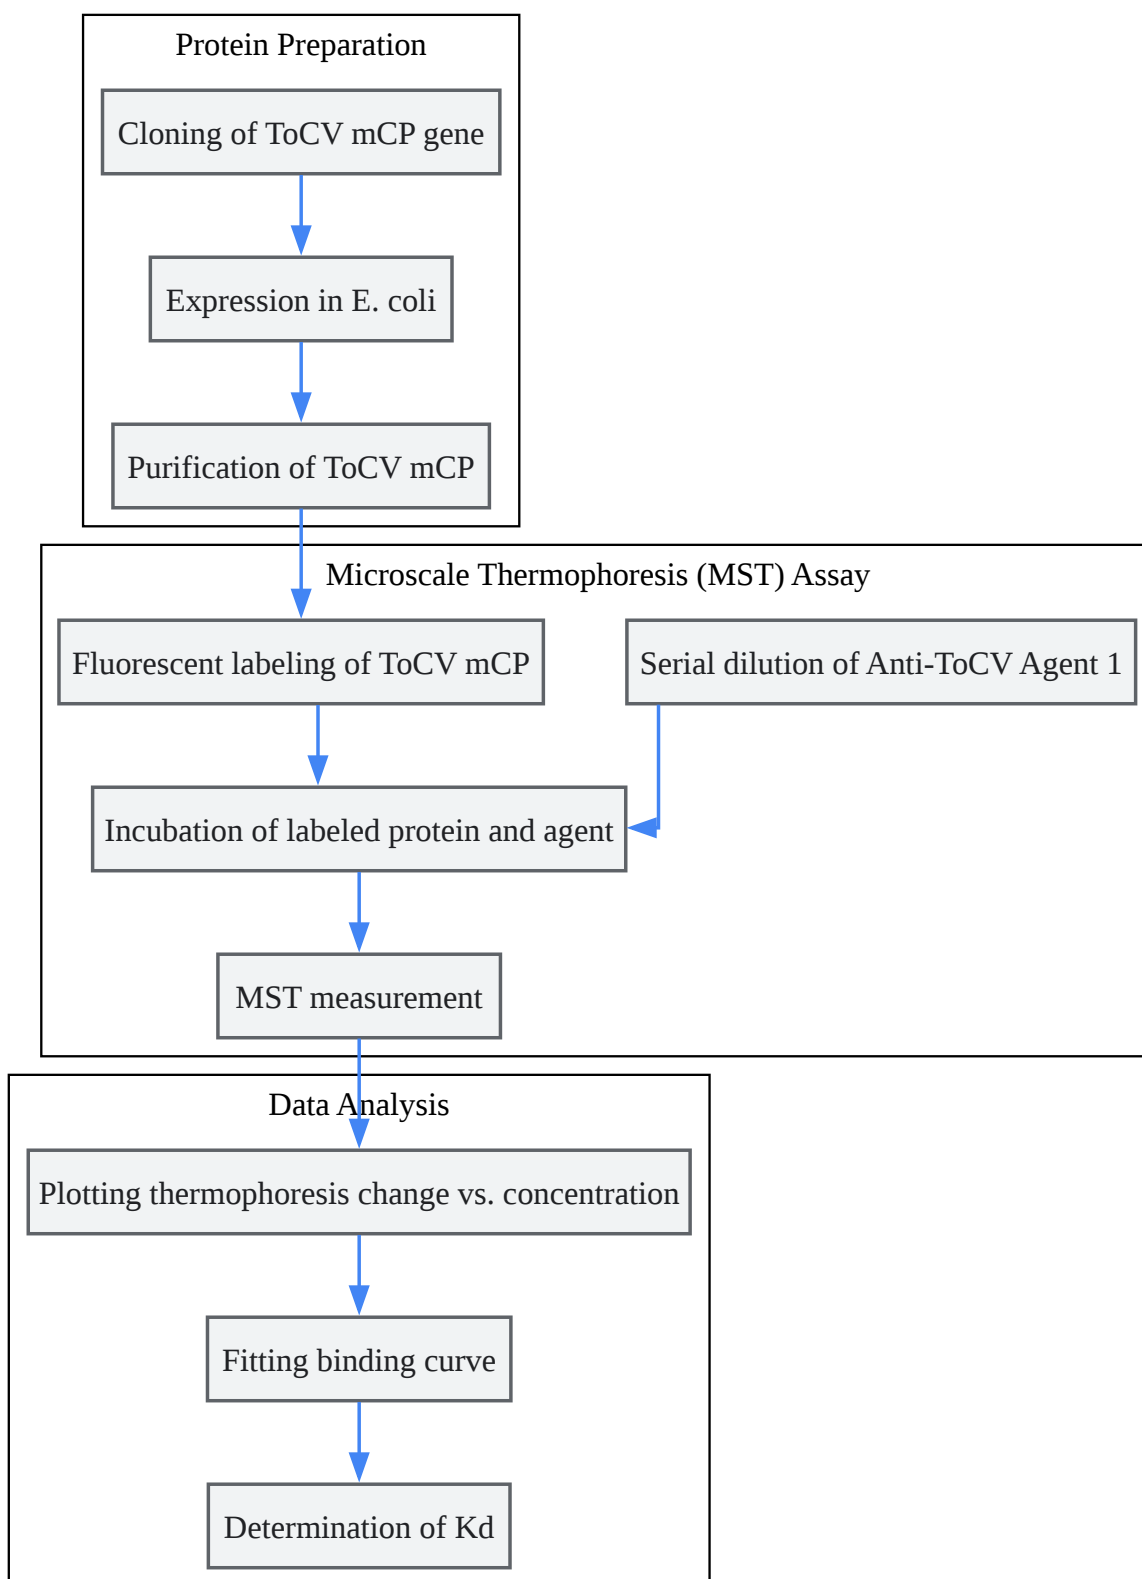 Protein Preparation
Cloning of ToCV mCP gene
Expression in E. coli
Purification of ToCV mCP
Microscale Thermophoresis (MST) Assay
Fluorescent labeling of ToCV mCP
Serial dilution of Anti-ToCV Agent 1
Incubation of labeled protein and agent
MST measurement
Data Analysis
Plotting thermophoresis change vs. concentration
Fitting binding curve
Determination of Kd